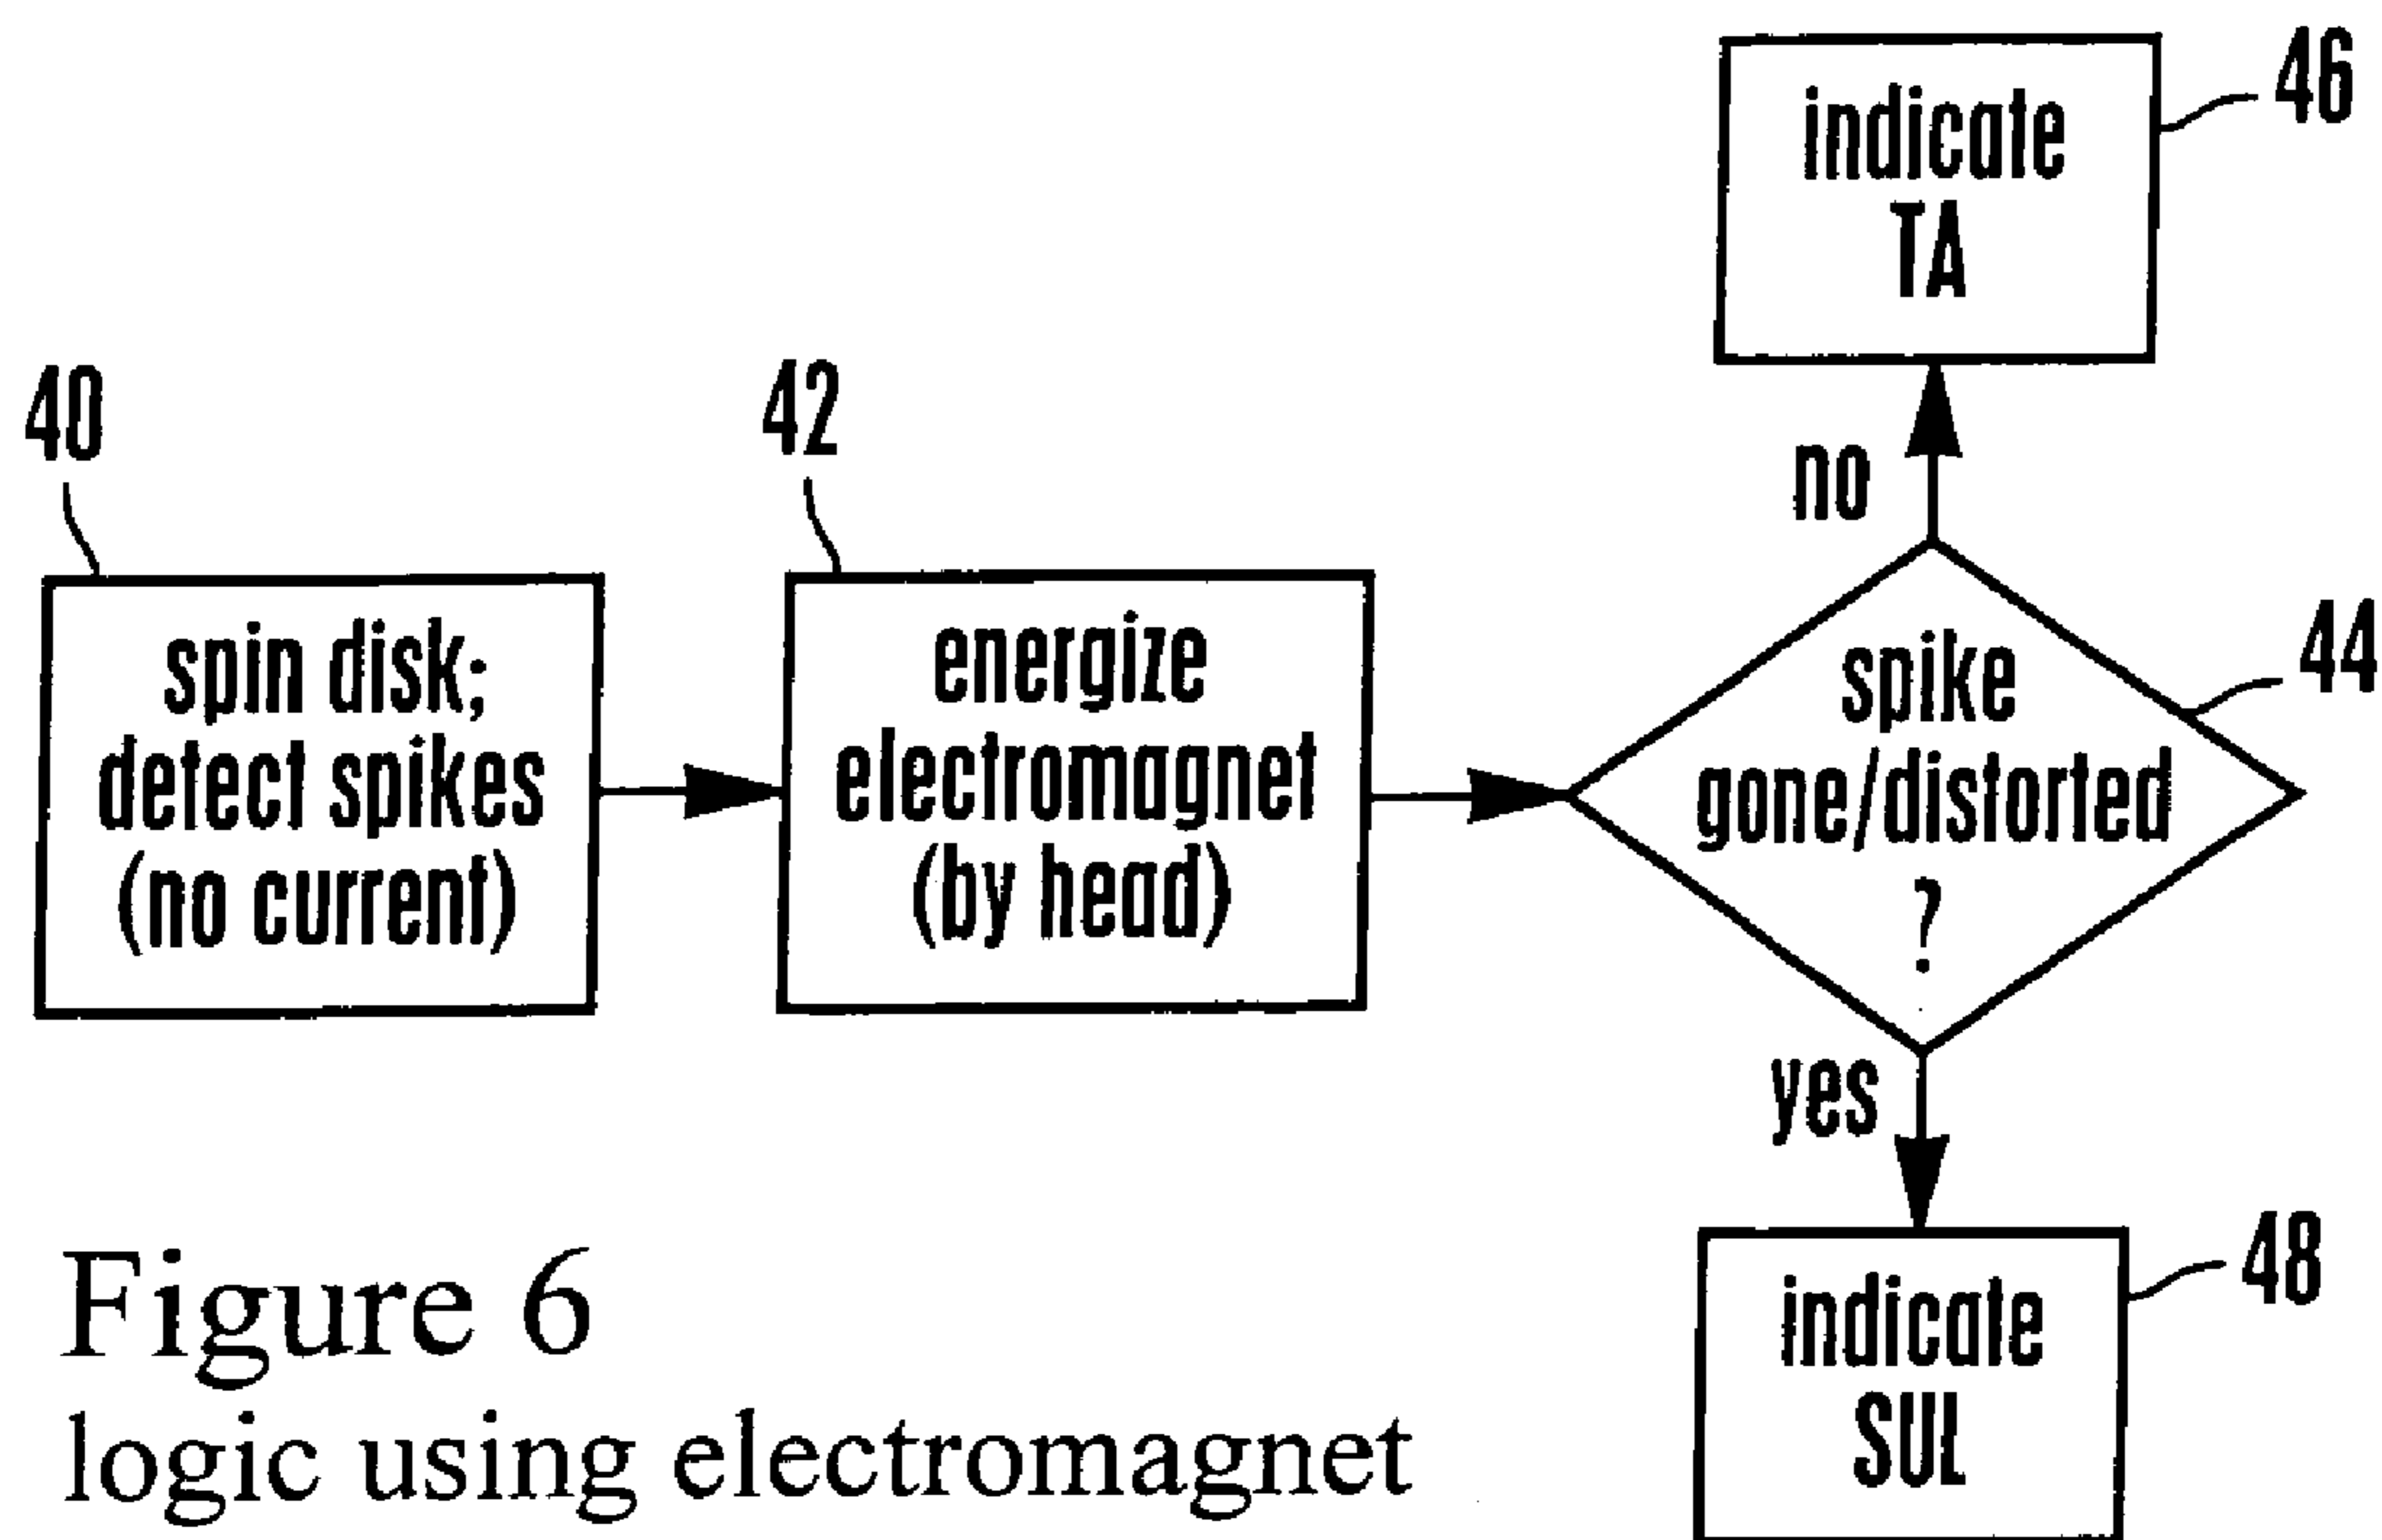 40
spin disk;
detect spikes
(no current)
42
energize
electromagnet
(by head)
44
spike
gone/distorted
?
no
46
indicate
TA
yes
48
indicate
SUL
Figure 6
logic using electromagnet